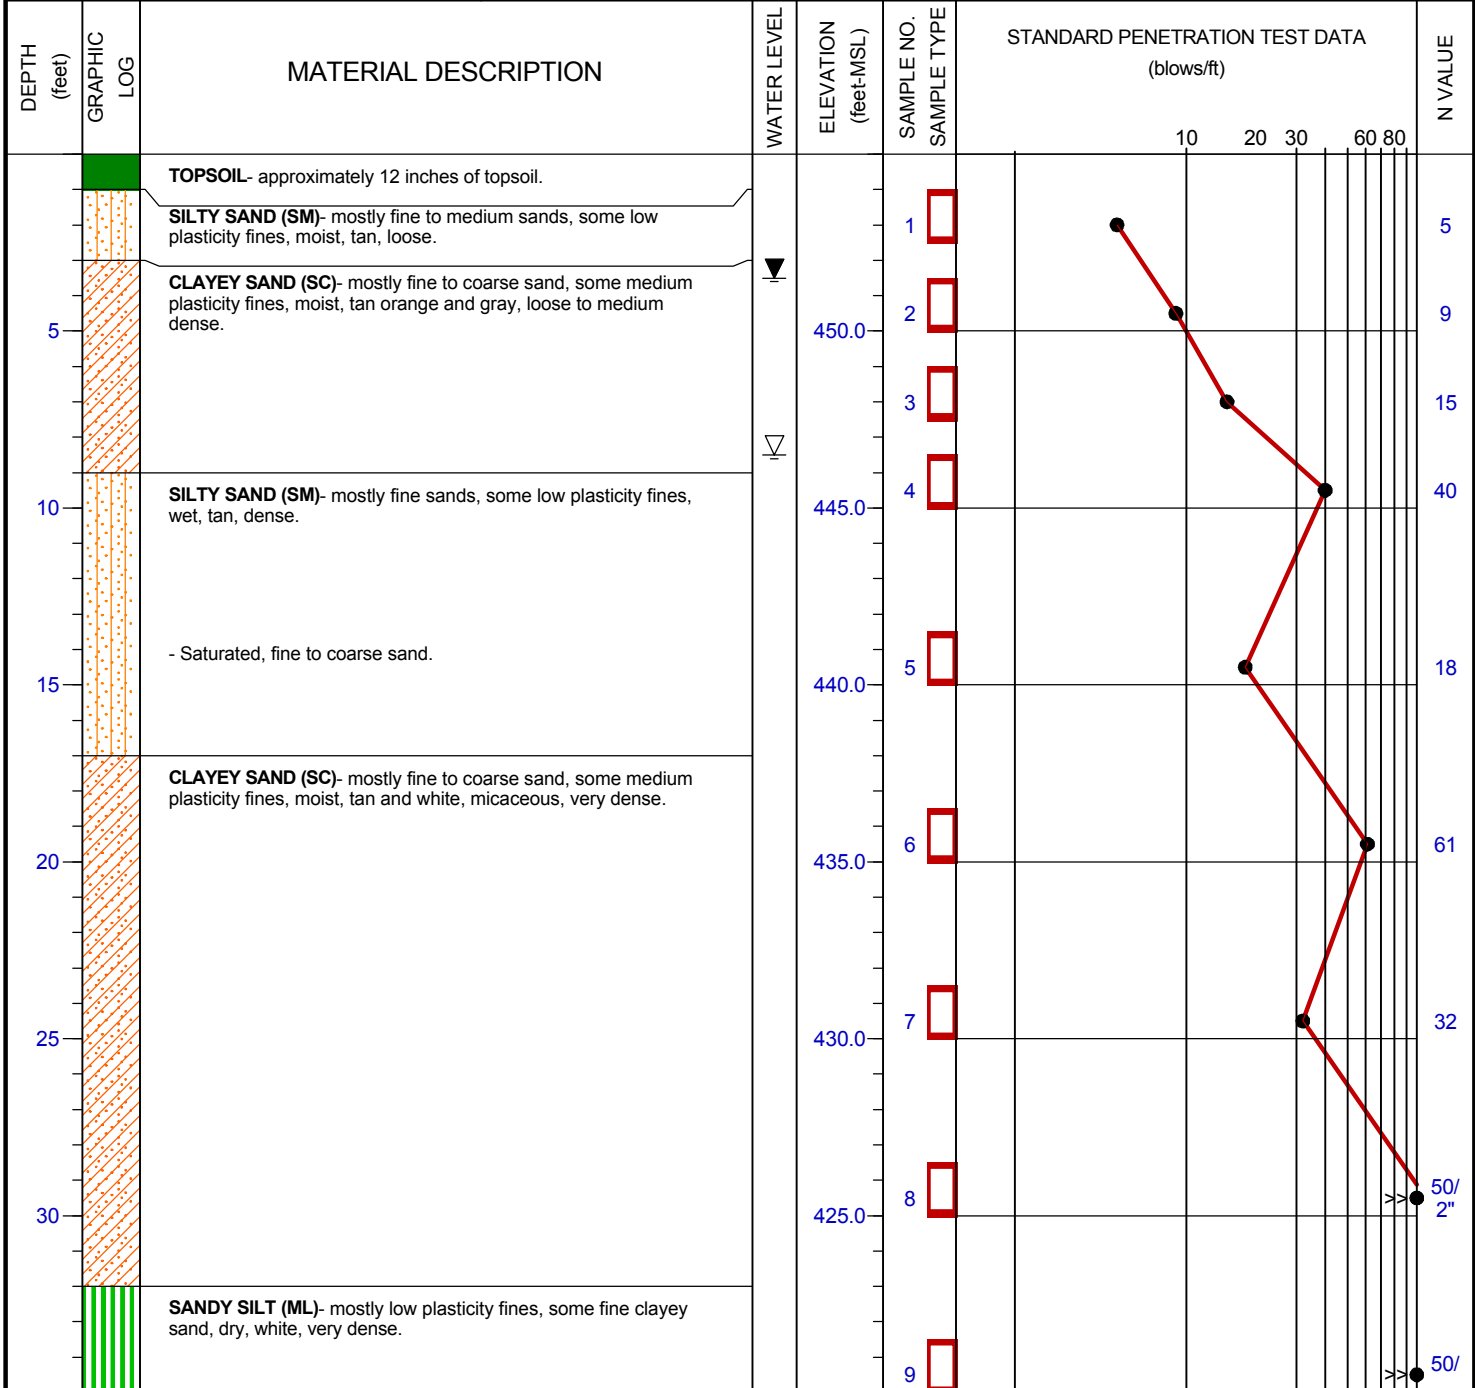 DEPTH
(feet)
GRAPHIC
LOG
MATERIAL DESCRIPTION
WATER LEVEL
ELEVATION
(feet-MSL)
SAMPLE NO.
SAMPLE TYPE
STANDARD PENETRATION TEST DATA
(blows/ft)
N VALUE
10 20 30 60 80
TOPSOIL- approximately 12 inches of topsoil.
SILTY SAND (SM)- mostly fine to medium sands, some low
plasticity fines, moist, tan, loose.
1 5
CLAYEY SAND (SC)- mostly fine to coarse sand, some medium
plasticity fines, moist, tan orange and gray, loose to medium
dense.
2 9
5 450.0
3 15
SILTY SAND (SM)- mostly fine sands, some low plasticity fines,
wet, tan, dense.
4 40
10 445.0
- Saturated, fine to coarse sand.
5 18
15 440.0
CLAYEY SAND (SC)- mostly fine to coarse sand, some medium
plasticity fines, moist, tan and white, micaceous, very dense.
6 61
20 435.0
7 32
25 430.0
8 >> 50/
2"
30 425.0
SANDY SILT (ML)- mostly low plasticity fines, some fine clayey
sand, dry, white, very dense.
9 >> 50/